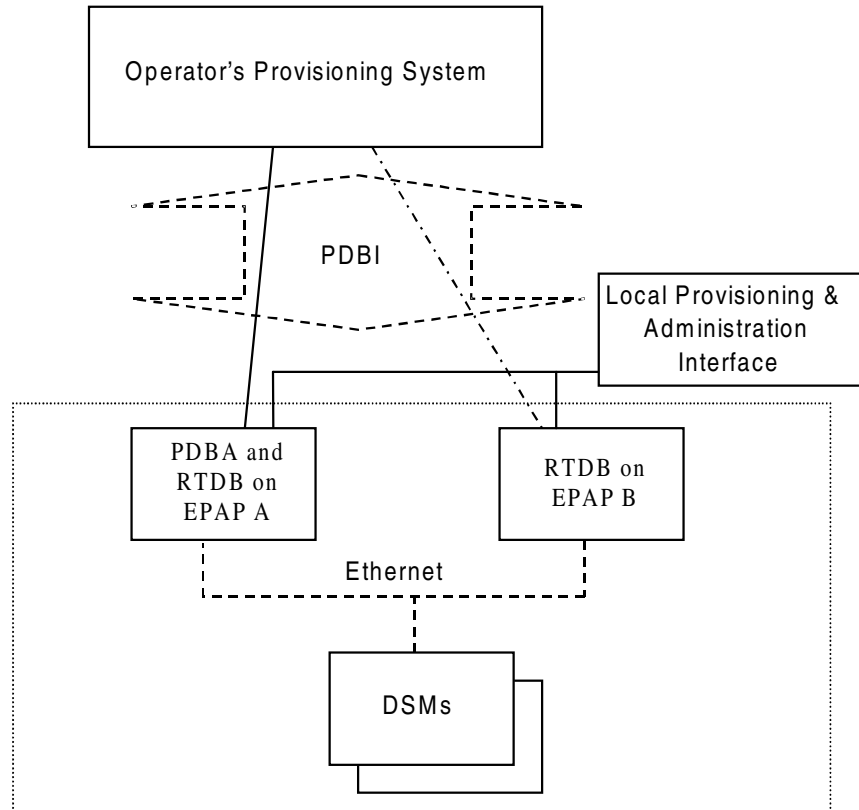 Operator's Provisioning System
PDBI
Local Provisioning &
Administration
Interface
PDBA and
RTDB on
EPAP A
RTDB on
EPAP B
Ethernet
DSMs